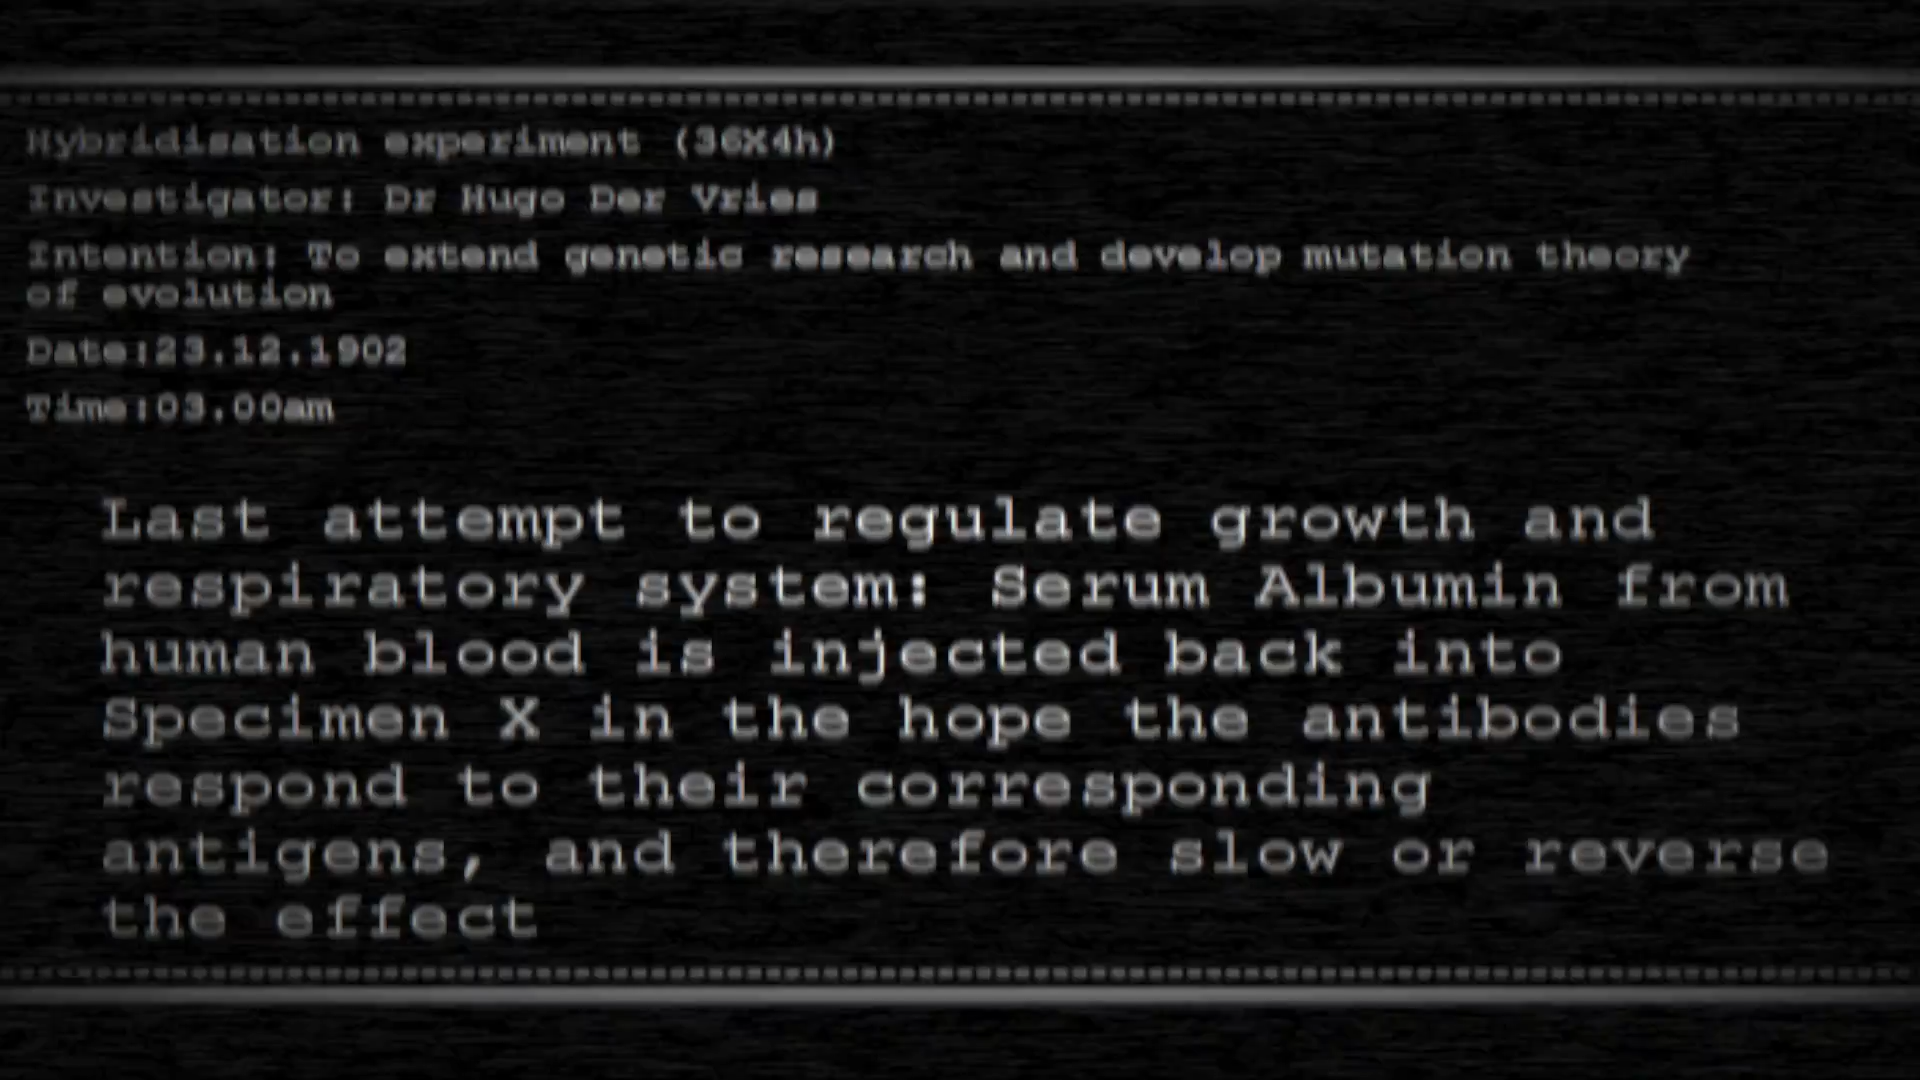 Hybridisation experiment (36X4h)
Investigator: Dr Hugo Der Vries
Intention: To extend genetic research and develop mutation theory
of evolution
Date:23.12.1902
Time:03.00am
Last attempt to regulate growth and
respiratory system: Serum Albumin from
human blood is injected back into
Specimen X in the hope the antibodies
respond to their corresponding
antigens, and therefore slow or reverse
the effect